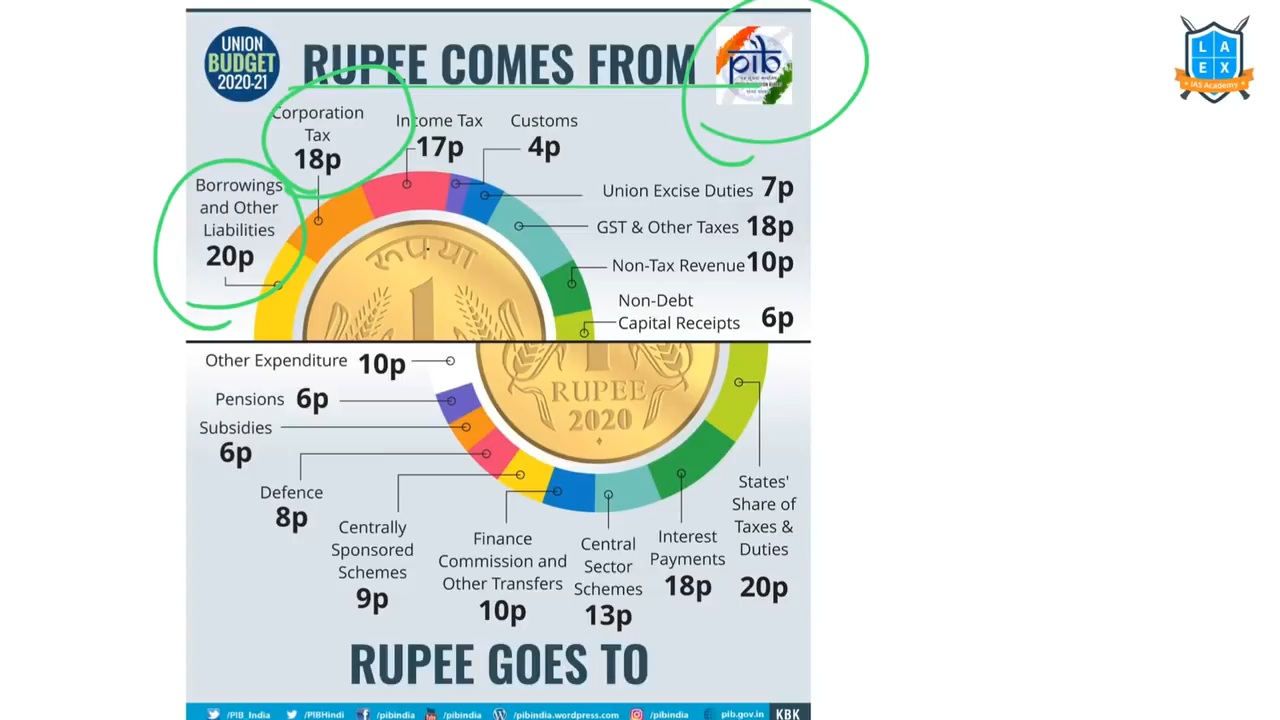 UNION
BUDGET
2020-21
RUPEE COMES FROM
pib
L A
E X
IAS Academy
Corporation
Tax
18p
Income Tax
17p
Customs
4p
Borrowings
and Other
Liabilities
20p
Union Excise Duties 7p
GST & Other Taxes 18p
Non-Tax Revenue 10p
Non-Debt
Capital Receipts 6p
रुपया
1
Other Expenditure 10p
Pensions 6p
Subsidies
6p
Defence
8p
Centrally
Sponsored
Schemes
9p
Finance
Commission and
Other Transfers
10p
Central
Sector
Schemes
13p
Interest
Payments
18p
States'
Share of
Taxes &
Duties
20p
1
RUPEE
2020
RUPEE GOES TO
/PIB_India /PIBHindi /pibindia /pibindia /pibindia.wordpress.com /pibindia pib.gov.in KBK